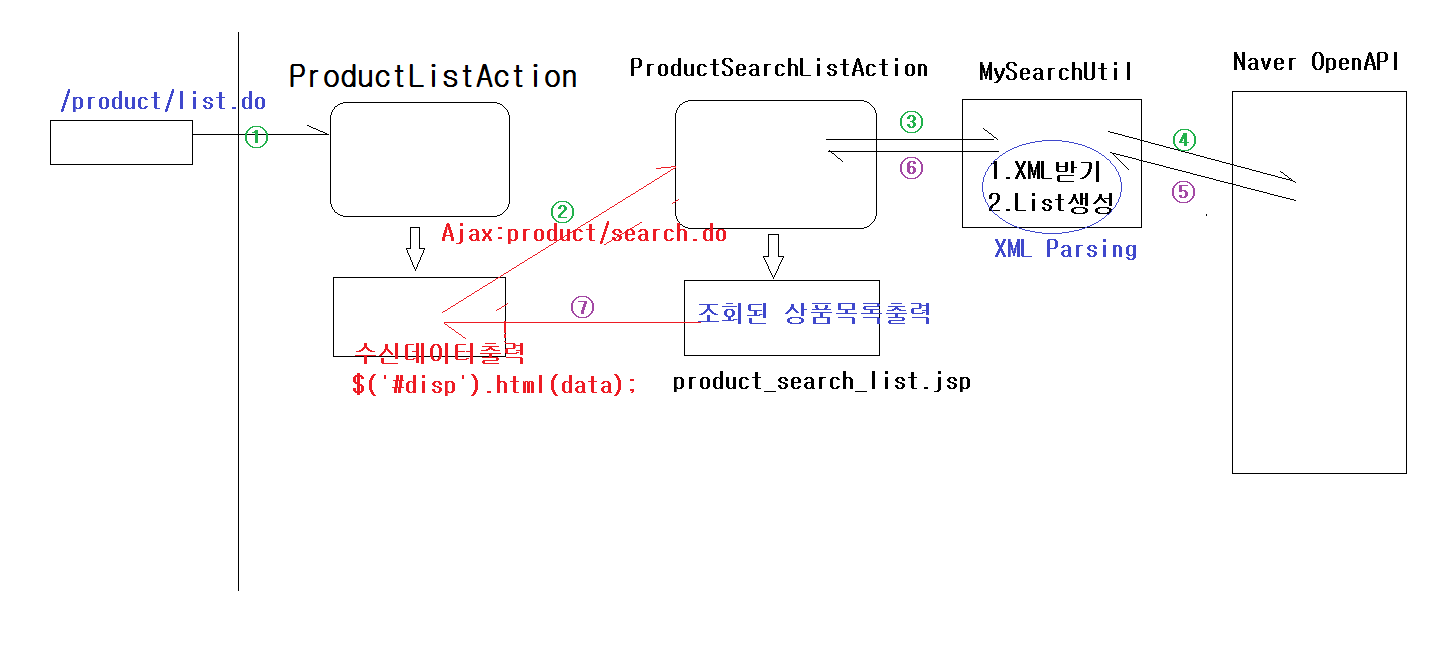 ProductListAction
ProductSearchListAction
MySearchUtil
Naver OpenAPI
/product/list.do
①
③
④
⑥
1.XML받기
⑤
2.List생성
②
Ajax:product/search.do
XML Parsing
⑦
조회된 상품목록출력
수신데이터출력
$('#disp').html(data);
product_search_list.jsp